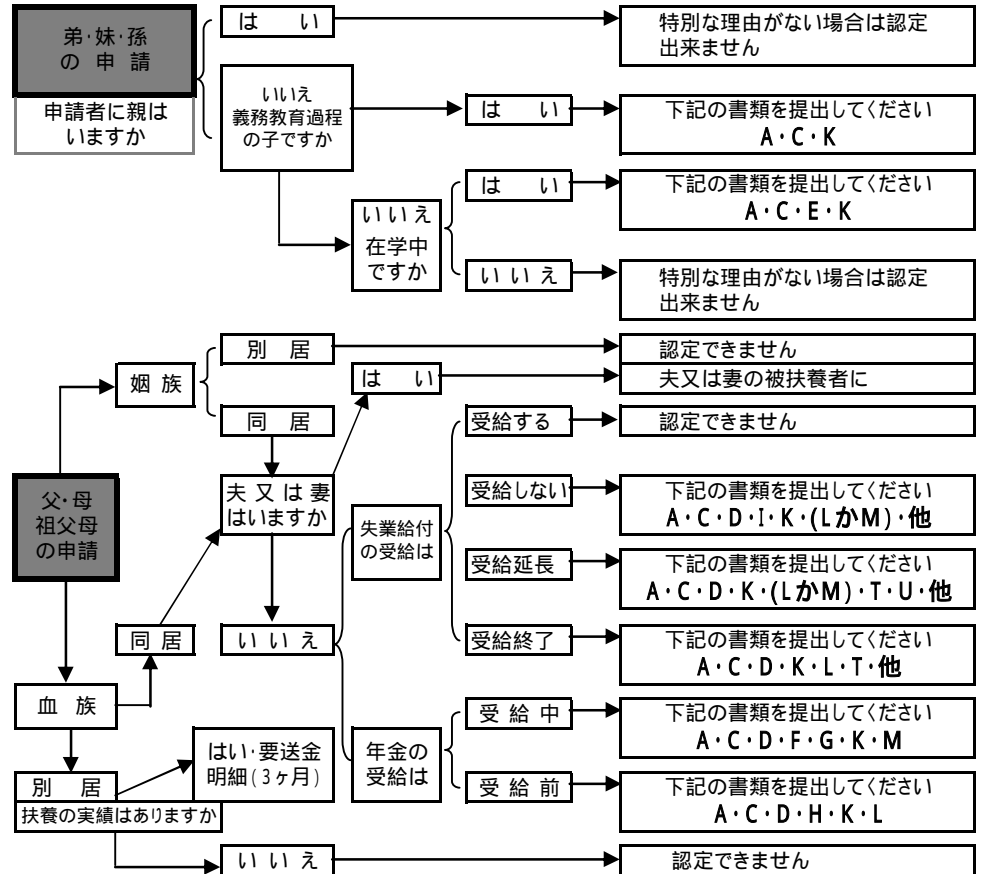 弟･妹･孫
の 申 請
申請者に親は
いますか
は い
特別な理由がない場合は認定
出来ません
いいえ
義務教育過程
の子ですか
は い
下記の書類を提出してください
A･C･K
いいえ
在学中
ですか
は い
下記の書類を提出してください
A･C･E･K
いいえ
特別な理由がない場合は認定
出来ません
父･母
祖父母
の申請
姻 族
別 居
認定できません
同 居
夫又は妻
はいますか
は い
夫又は妻の被扶養者に
いいえ
失業給付
の受給は
受給する
認定できません
受給しない
下記の書類を提出してください
A･C･D･I･K･(LかM)･他
受給延長
下記の書類を提出してください
A･C･D･K･(LかM)･T･U･他
受給終了
下記の書類を提出してください
A･C･D･K･L･T･他
年金の
受給は
受 給 中
下記の書類を提出してください
A･C･D･F･G･K･M
受 給 前
下記の書類を提出してください
A･C･D･H･K･L
血 族
同 居
別 居
扶養の実績はありますか
はい･要送金
明細(3ヶ月)
いいえ
認定できません